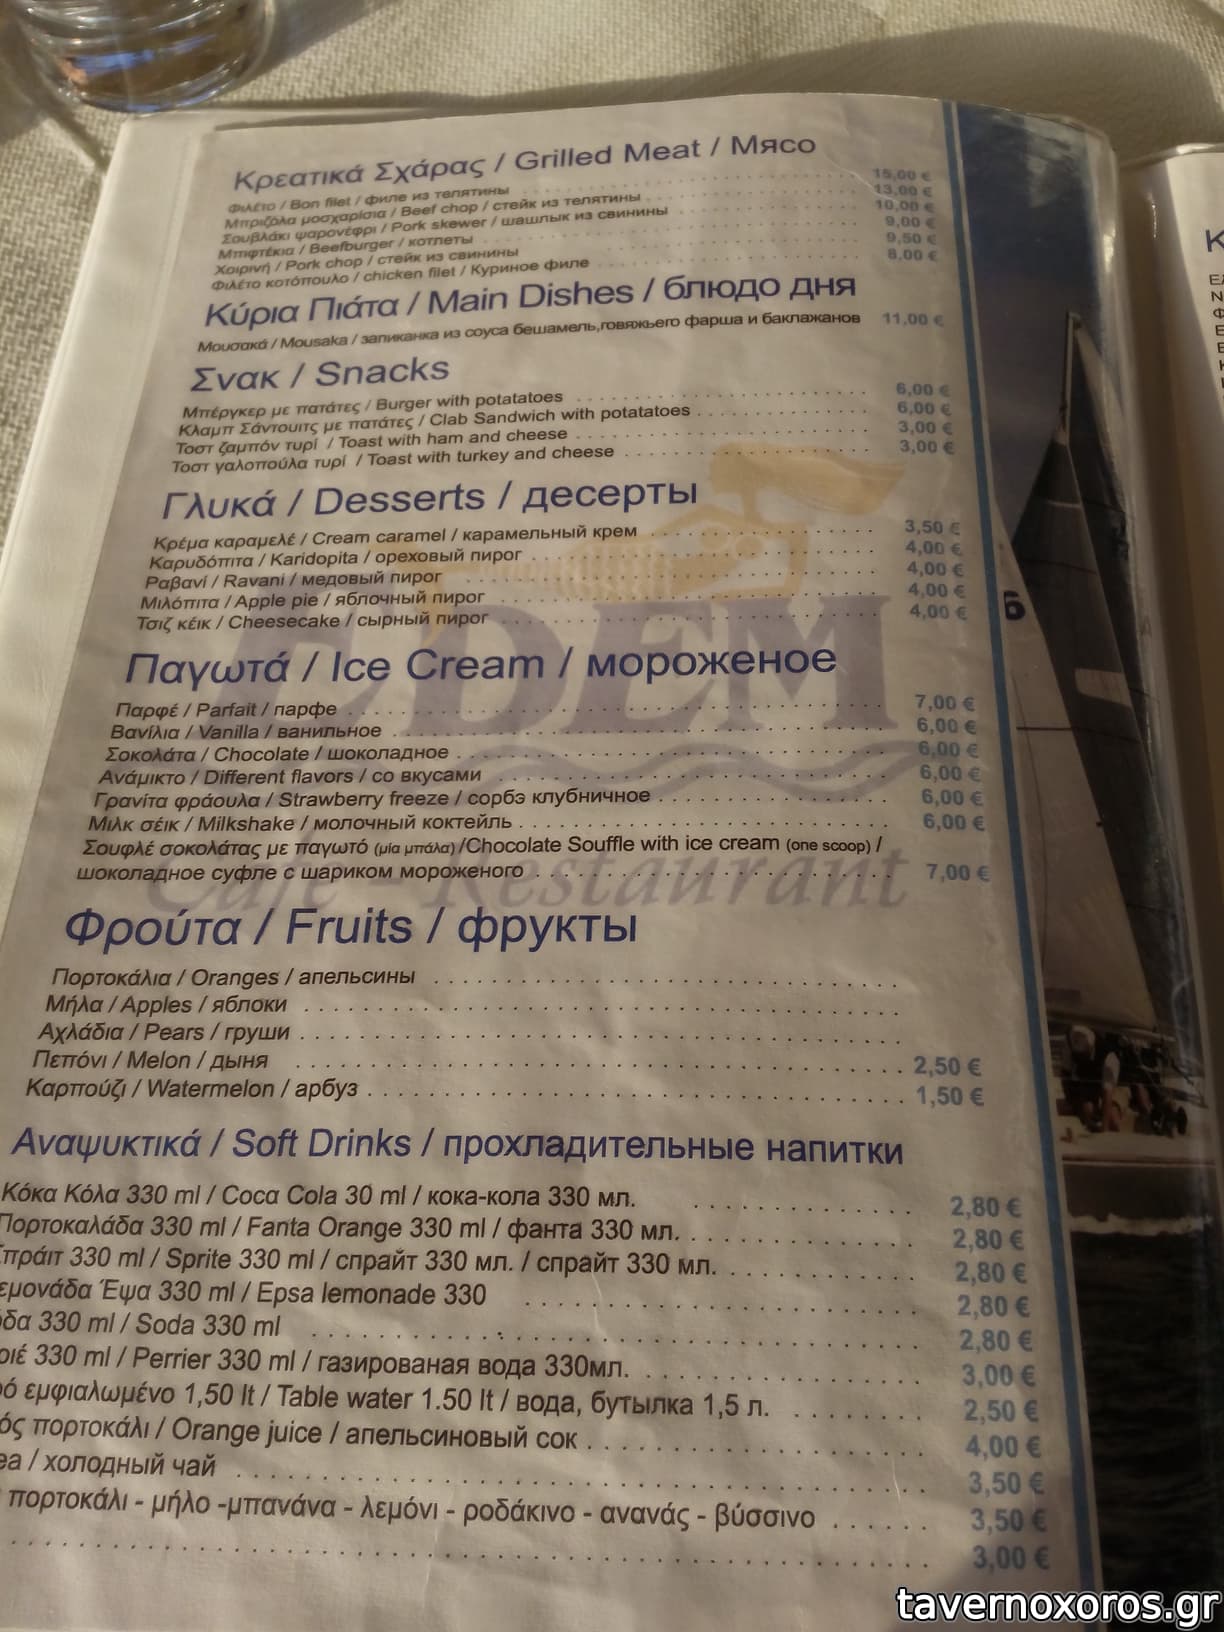 Κρεατικά Σχάρας / Grilled Meat / Мясо
Φιλέτο / Bon filet / филе из телятины 15,00 €
Μπριζόλα μοσχαρίσια / Beef chop / стейк из телятины 13,00 €
Σουβλάκι ψαρονέφρι / Pork skewer / шашлык из свинины 10,00 €
Μπιφτέκια / Beefburger / котлеты 9,00 €
Χοιρινή / Pork chop / стейк из свинины 9,50 €
Φιλέτο κοτόπουλο / chicken filet / Куриное филе 8,00 €
Κύρια Πιάτα / Main Dishes / блюдо дня
Μουσακά / Mousaka / запиканка из соуса бешамель,говяжьего фарша и баклажанов 11,00 €
Σνακ / Snacks
Μπέργκερ με πατάτες / Burger with potatatoes 6,00 €
Κλαμπ Σάντουιτς με πατάτες / Clab Sandwich with potatatoes 6,00 €
Τοστ ζαμπόν τυρί / Toast with ham and cheese 3,00 €
Τοστ γαλοπούλα τυρί / Toast with turkey and cheese 3,00 €
Γλυκά / Desserts / десерты
Κρέμα καραμελέ / Cream caramel / карамельный крем 3,50 €
Καρυδόπιτα / Karidopita / ореховый пирог 4,00 €
Ραβανί / Ravani / медовый пирог 4,00 €
Μιλόπιτα / Apple pie / яблочный пирог 4,00 €
Τσιζ κέικ / Cheesecake / сырный пирог 4,00 €
EDEM
Παγωτά / Ice Cream / мороженое
Παρφέ / Parfait / парфе 7,00 €
Βανίλια / Vanilla / ванильное 6,00 €
Σοκολάτα / Chocolate / шоколадное 6,00 €
Ανάμικτο / Different flavors / со вкусами 6,00 €
Γρανίτα φράουλα / Strawberry freeze / сорбэ клубничное 6,00 €
Μιλκ σέικ / Milkshake / молочный коктейль 6,00 €
Σουφλέ σοκολάτας με παγωτό (μία μπάλα) /Chocolate Souffle with ice cream (one scoop) /
шоколадное суфле с шариком мороженого 7,00 €
Cafe - Restaurant
Φρούτα / Fruits / фрукты
Πορτοκάλια / Oranges / апельсины
Μήλα / Apples / яблоки
Αχλάδια / Pears / груши
Πεπόνι / Melon / дыня 2,50 €
Καρπούζι / Watermelon / арбуз 1,50 €
Αναψυκτικά / Soft Drinks / прохладительные напитки
Κόκα Κόλα 330 ml / Coca Cola 30 ml / кока-кола 330 мл. 2,80 €
Πορτοκαλάδα 330 ml / Fanta Orange 330 ml / фанта 330 мл. 2,80 €
πράιτ 330 ml / Sprite 330 ml / спрайт 330 мл. / спрайт 330 мл. 2,80 €
εμονάδα Έψα 330 ml / Epsa lemonade 330 2,80 €
δα 330 ml / Soda 330 ml 2,80 €
ριέ 330 ml / Perrier 330 ml / газированая вода 330мл. 3,00 €
ό εμφιαλωμένο 1,50 lt / Table water 1.50 lt / вода, бутылка 1,5 л. 2,50 €
ός πορτοκάλι / Orange juice / апельсиновый сок 4,00 €
ea / холодный чай 3,50 €
πορτοκάλι - μήλο -μπανάνα - λεμόνι - ροδάκινο - ανανάς - βύσσινο 3,50 €
3,00 €
tavernoxoros.gr